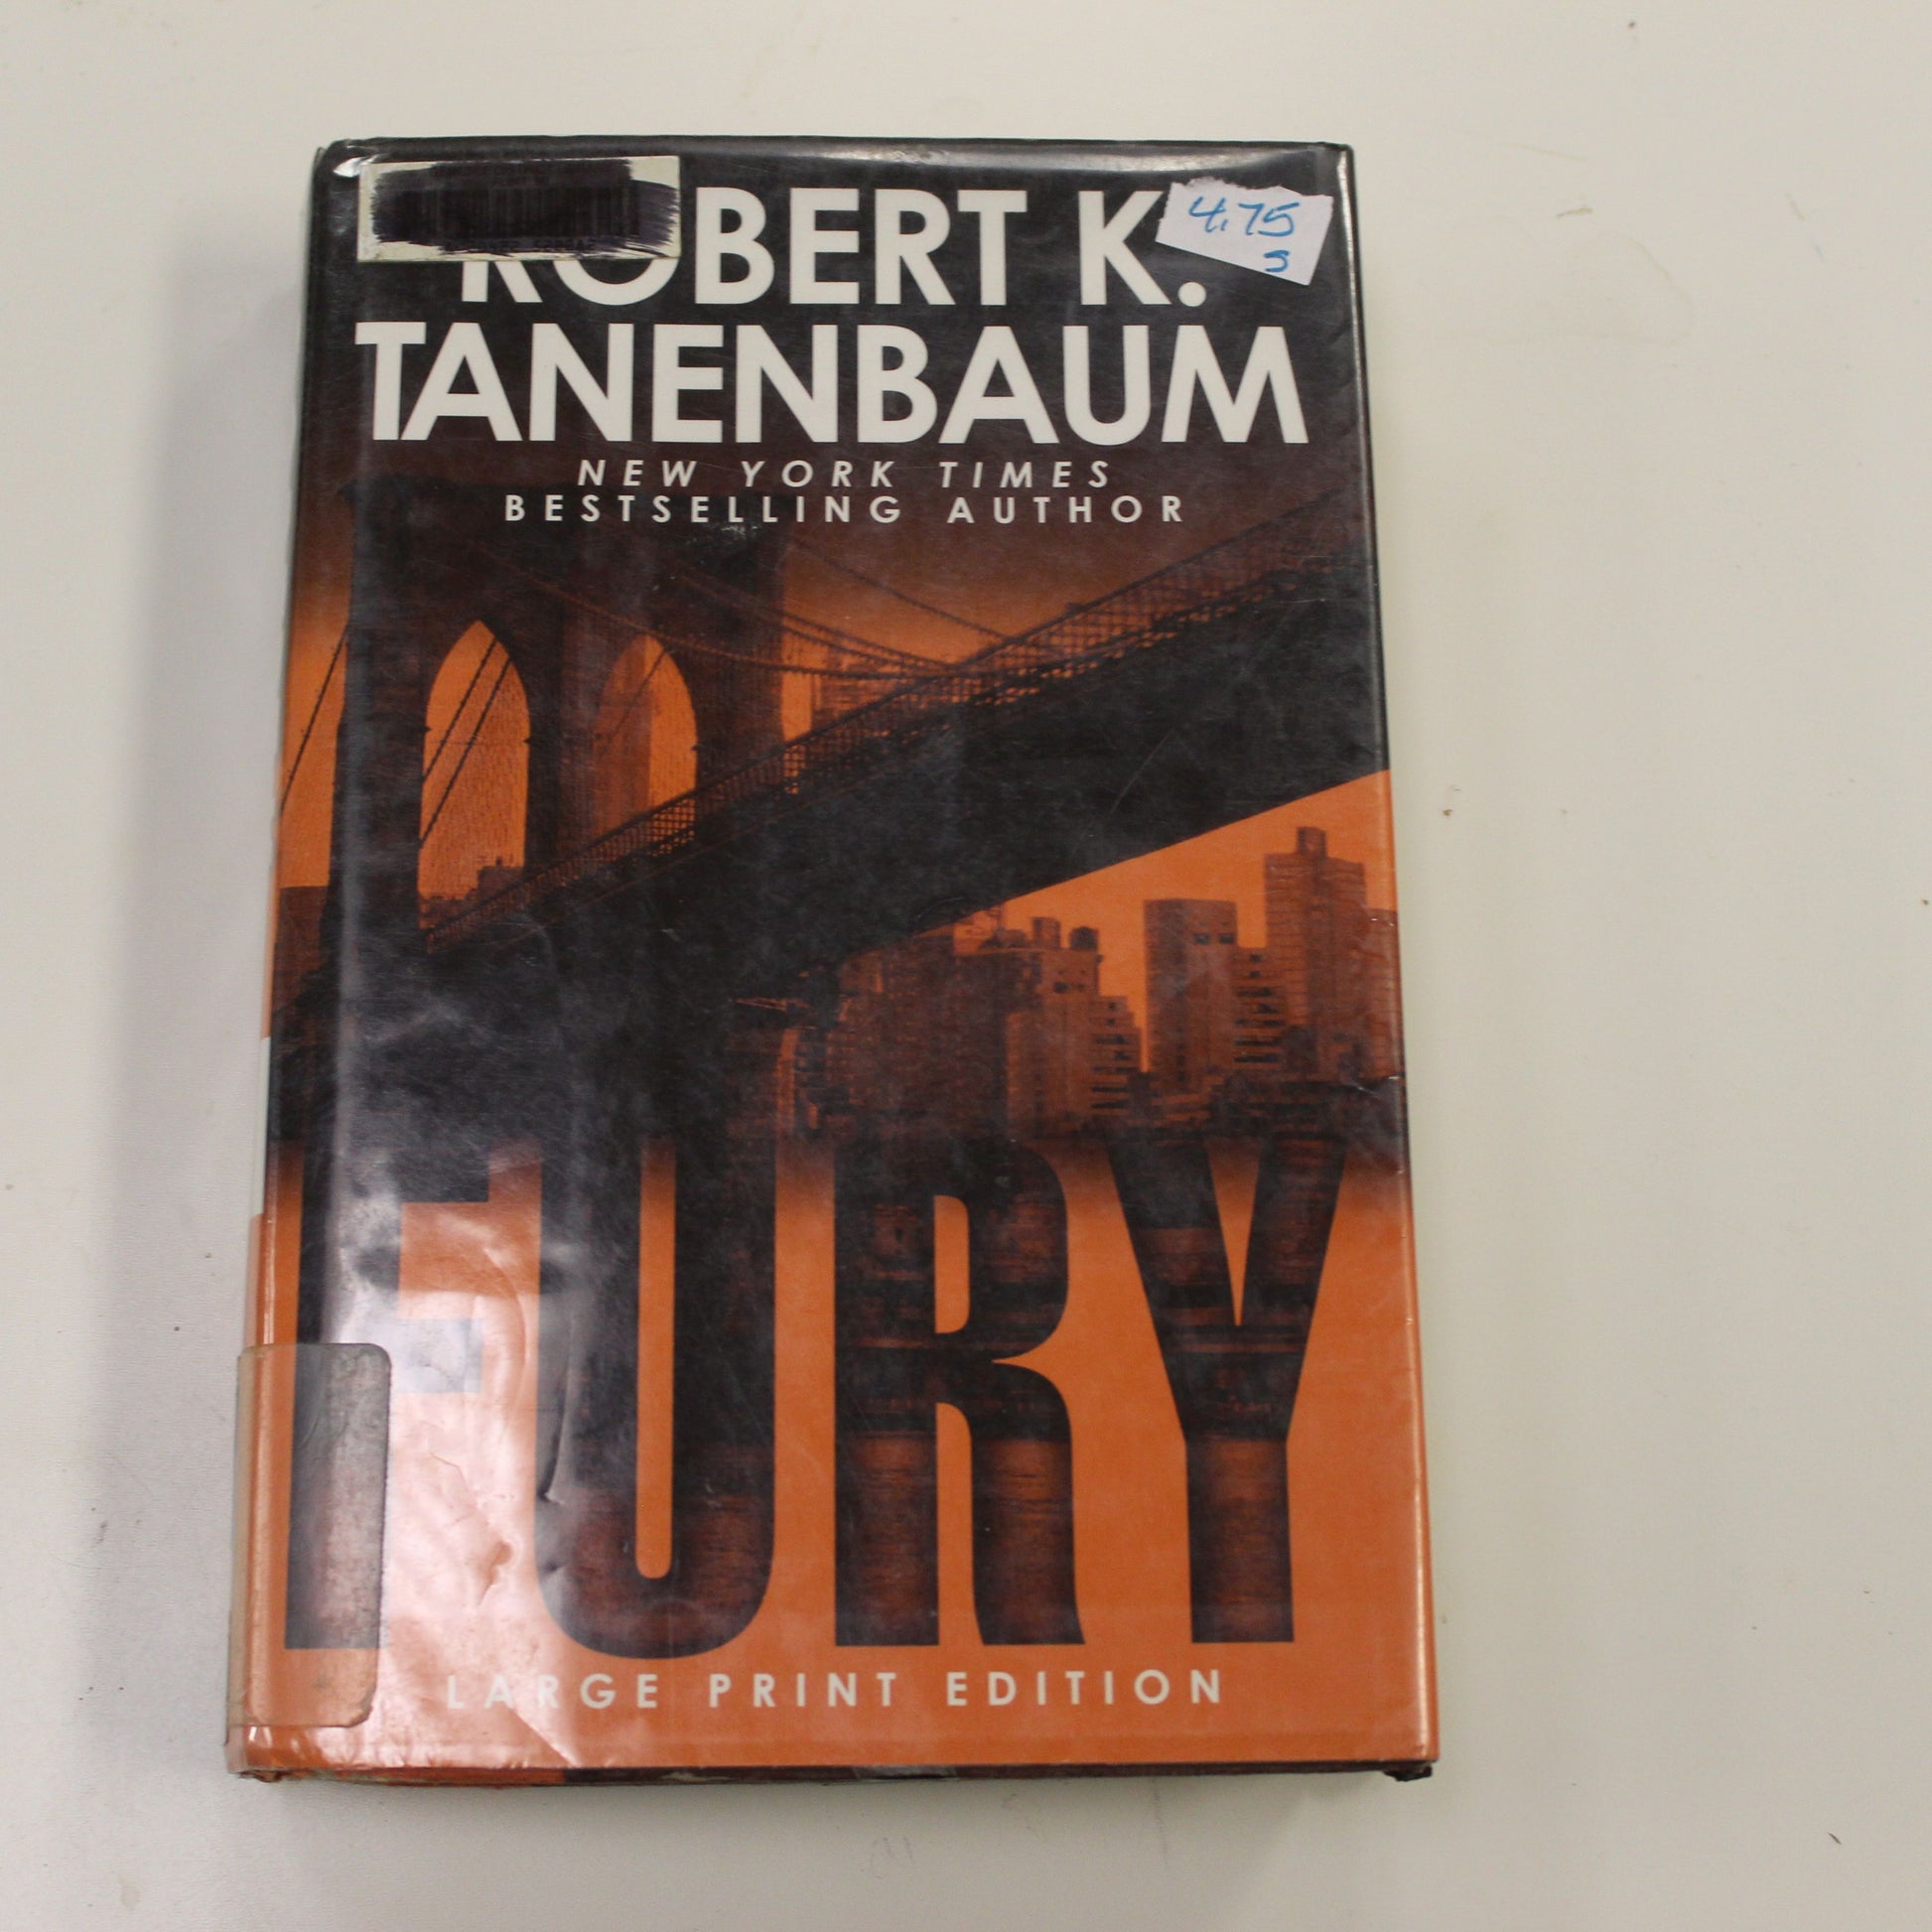 ROBERT K.
4.75
S
TANENBAUM
NEW YORK TIMES
BESTSELLING AUTHOR
FURY
LARGE PRINT EDITION